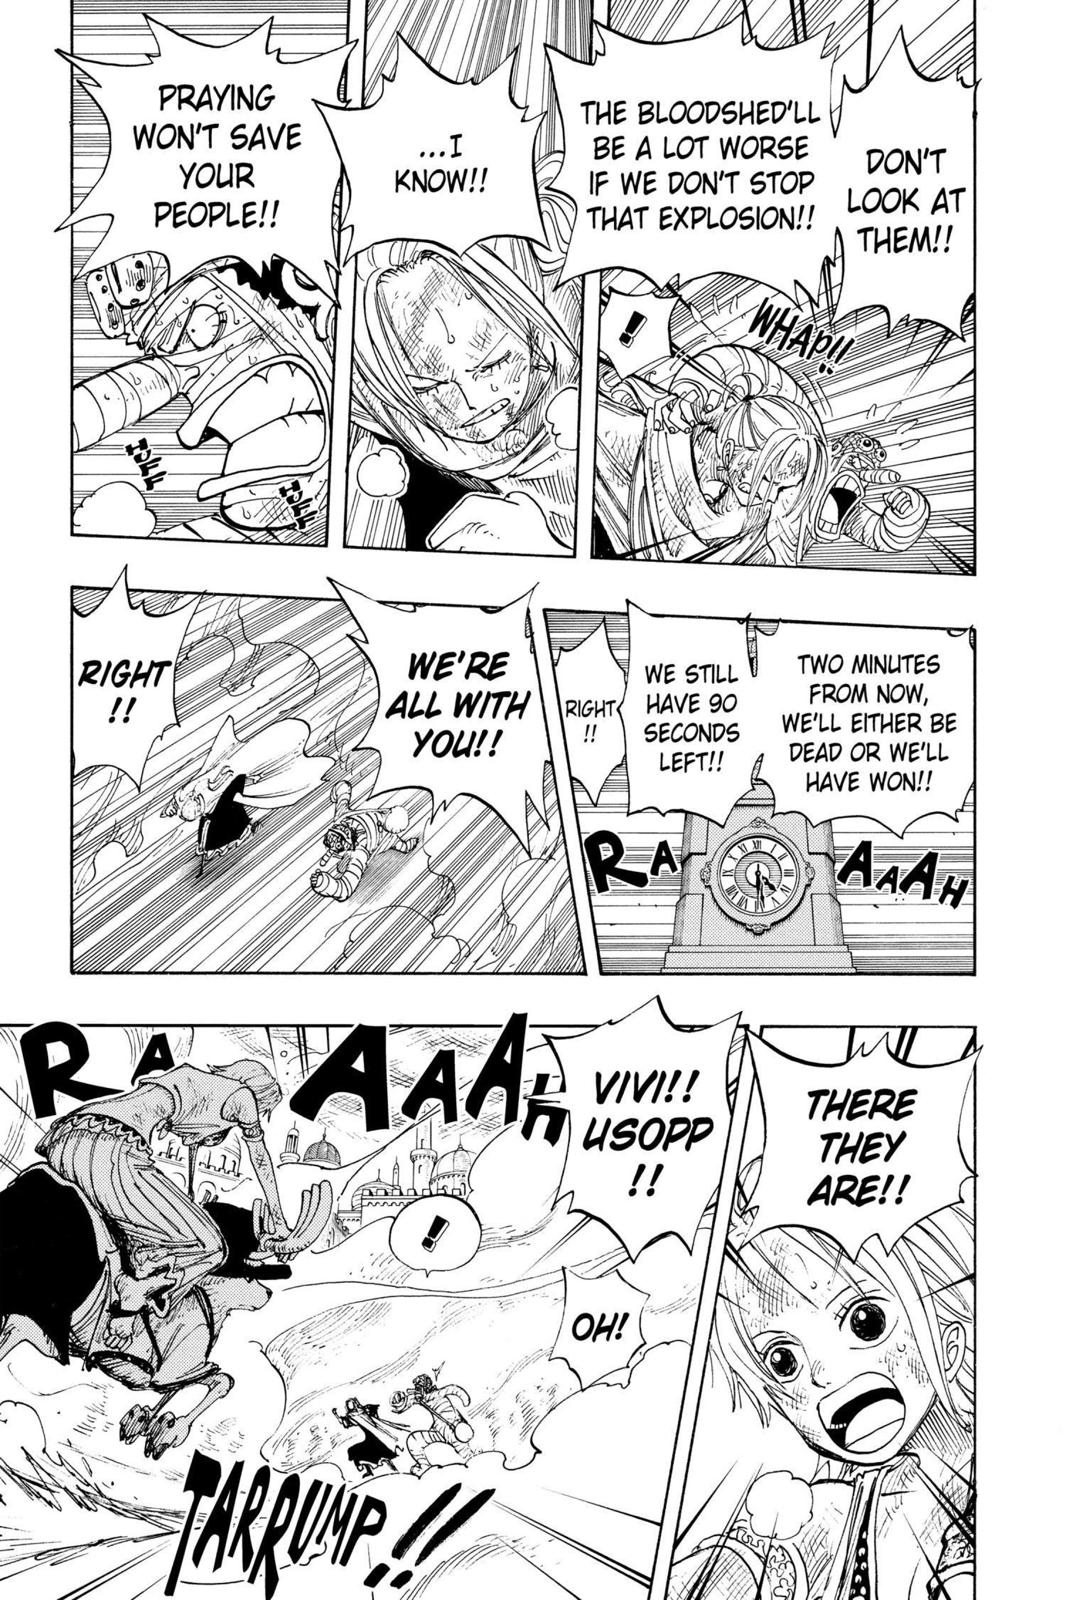 DON'T
LOOK AT
THEM!!
THE BLOODSHED'LL
BE A LOT WORSE
IF WE DON'T STOP
THAT EXPLOSION!!
!
WHAP!!
...I
KNOW!!
PRAYING
WON'T SAVE
YOUR
PEOPLE!!
HUFF
HUFF
TWO MINUTES
FROM NOW,
WE'LL EITHER BE
DEAD OR WE'LL
HAVE WON!!
WE STILL
HAVE 90
SECONDS
LEFT!!
RIGHT
!!
RA AAAH
WE'RE
ALL WITH
YOU!!
RIGHT
!!
THERE
THEY
ARE!!
VIVI!!
USOPP
!!
RA AAAH
!
OH!
TARRUMP!!